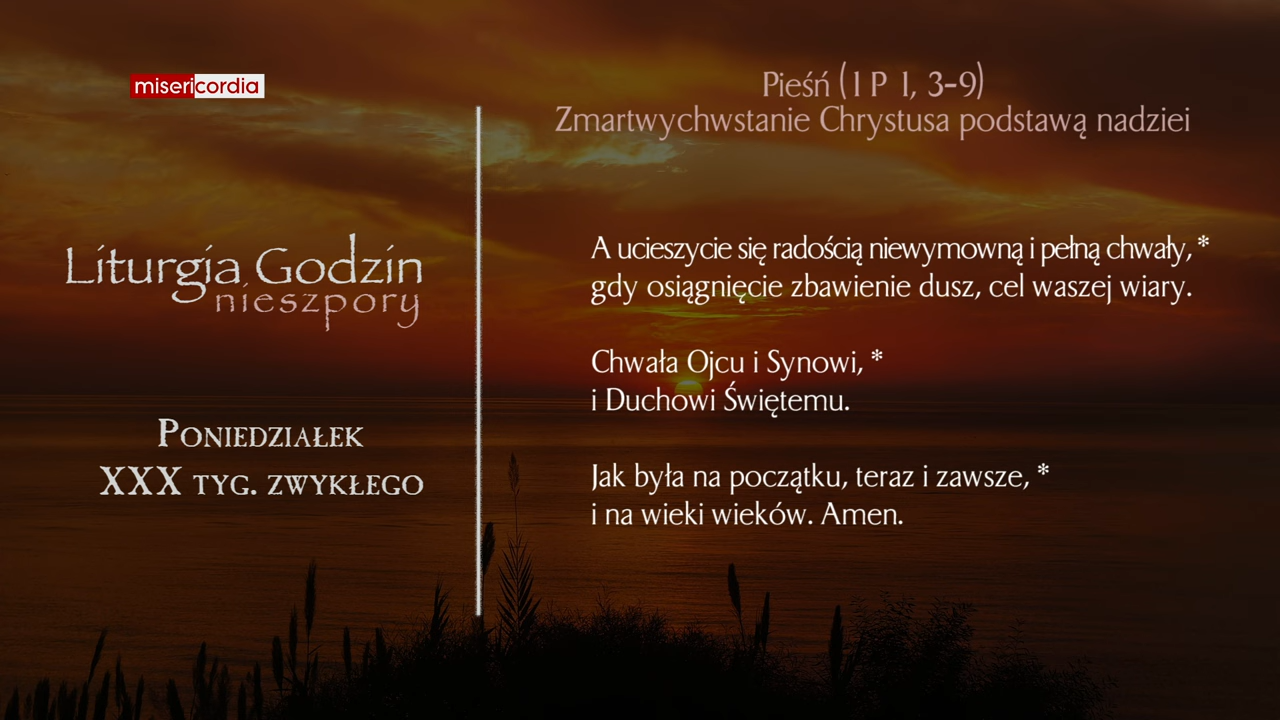 misericordia
Pieśń (1 P 1, 3-9)
Zmartwychwstanie Chrystusa podstawą nadziei
Liturgia Godzin
nieszpory
Poniedziałek
XXX tyg. zwykłego
A ucieszycie się radością niewymowną i pełną chwały, *
gdy osiągnięcie zbawienie dusz, cel waszej wiary.
Chwała Ojcu i Synowi, *
i Duchowi Świętemu.
Jak była na początku, teraz i zawsze, *
i na wieki wieków. Amen.